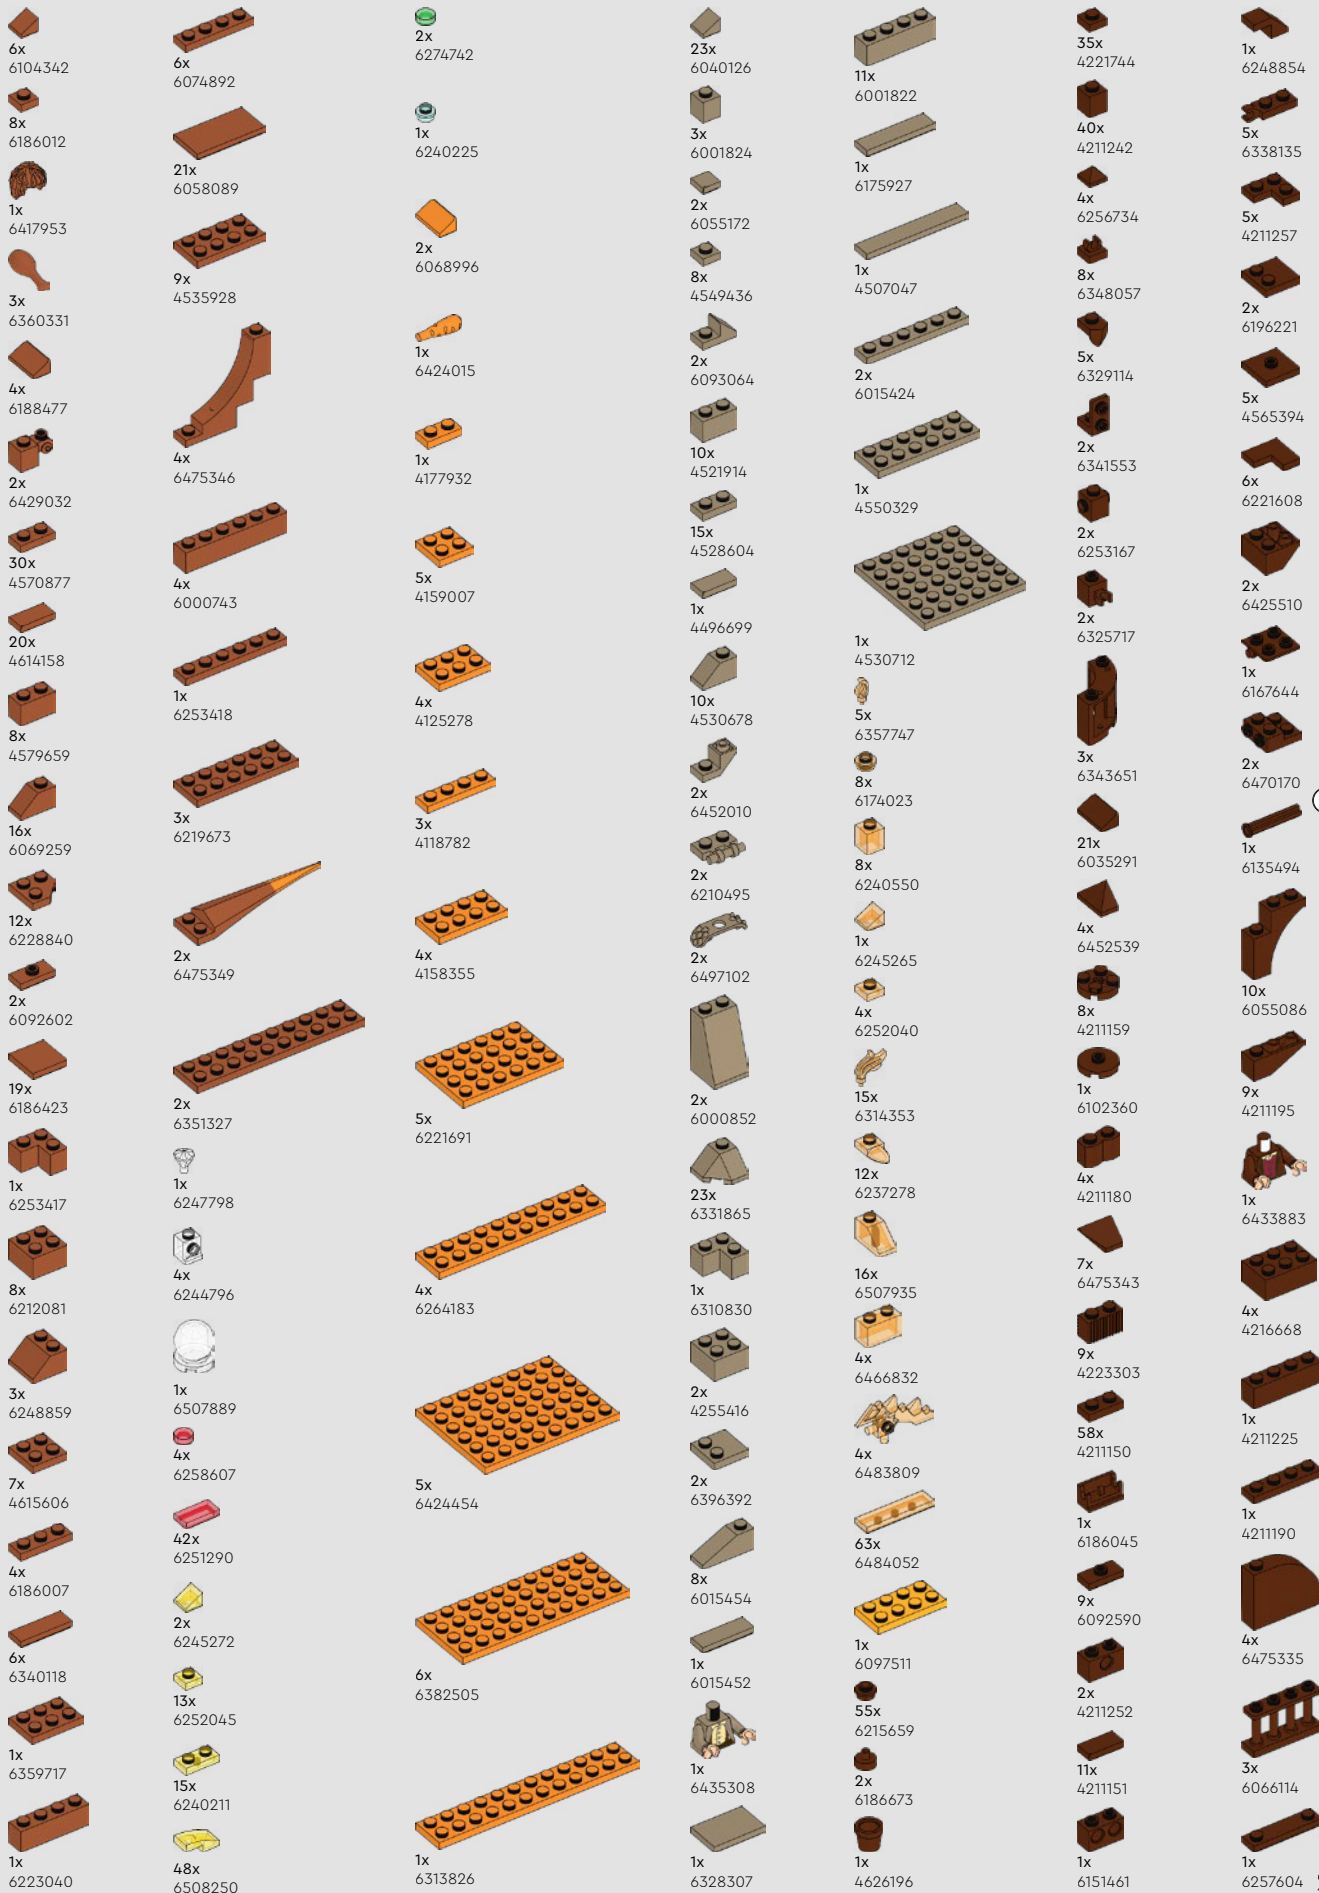 6x
6104342
8x
6186012
1x
6417953
3x
6360331
4x
6188477
2x
6429032
30x
4570877
20x
4614158
8x
4579659
16x
6069259
12x
6228840
2x
6092602
19x
6186423
1x
6253417
8x
6212081
3x
6248859
7x
4615606
4x
6186007
6x
6340118
1x
6359717
1x
6223040
6x
6074892
21x
6058089
9x
4535928
4x
6475346
4x
6000743
1x
6253418
3x
6219673
2x
6475349
2x
6351327
1x
6247798
4x
6244796
1x
6507889
4x
6258607
42x
6251290
2x
6245272
13x
6252045
15x
6240211
48x
6508250
2x
6274742
1x
6240225
2x
6068996
1x
6424015
1x
4177932
5x
4159007
4x
4125278
3x
4118782
4x
4158355
5x
6221691
4x
6264183
5x
6424454
6x
6382505
1x
6313826
23x
6040126
3x
6001824
2x
6055172
8x
4549436
2x
6093064
10x
4521914
15x
4528604
1x
4496699
10x
4530678
2x
6452010
2x
6210495
2x
6497102
2x
6000852
23x
6331865
1x
6310830
2x
4255416
2x
6396392
8x
6015454
1x
6015452
1x
6435308
1x
6328307
11x
6001822
1x
6175927
1x
4507047
2x
6015424
1x
4550329
1x
4530712
5x
6357747
8x
6174023
8x
6240550
1x
6245265
4x
6252040
15x
6314353
12x
6237278
16x
6507935
4x
6466832
4x
6483809
63x
6484052
1x
6097511
55x
6215659
2x
6186673
1x
4626196
35x
4221744
40x
4211242
4x
6256734
8x
6348057
5x
6329114
2x
6341553
2x
6253167
2x
6325717
3x
6343651
21x
6035291
4x
6452539
8x
4211159
1x
6102360
4x
4211180
7x
6475343
9x
4223303
58x
4211150
1x
6186045
9x
6092590
2x
4211252
11x
4211151
1x
6151461
1x
6248854
5x
6338135
5x
4211257
2x
6196221
5x
4565394
6x
6221608
2x
6425510
1x
6167644
2x
6470170
1x
6135494
10x
6055086
9x
4211195
1x
6433883
4x
4216668
1x
4211225
1x
4211190
4x
6475335
3x
6066114
1x
6257604